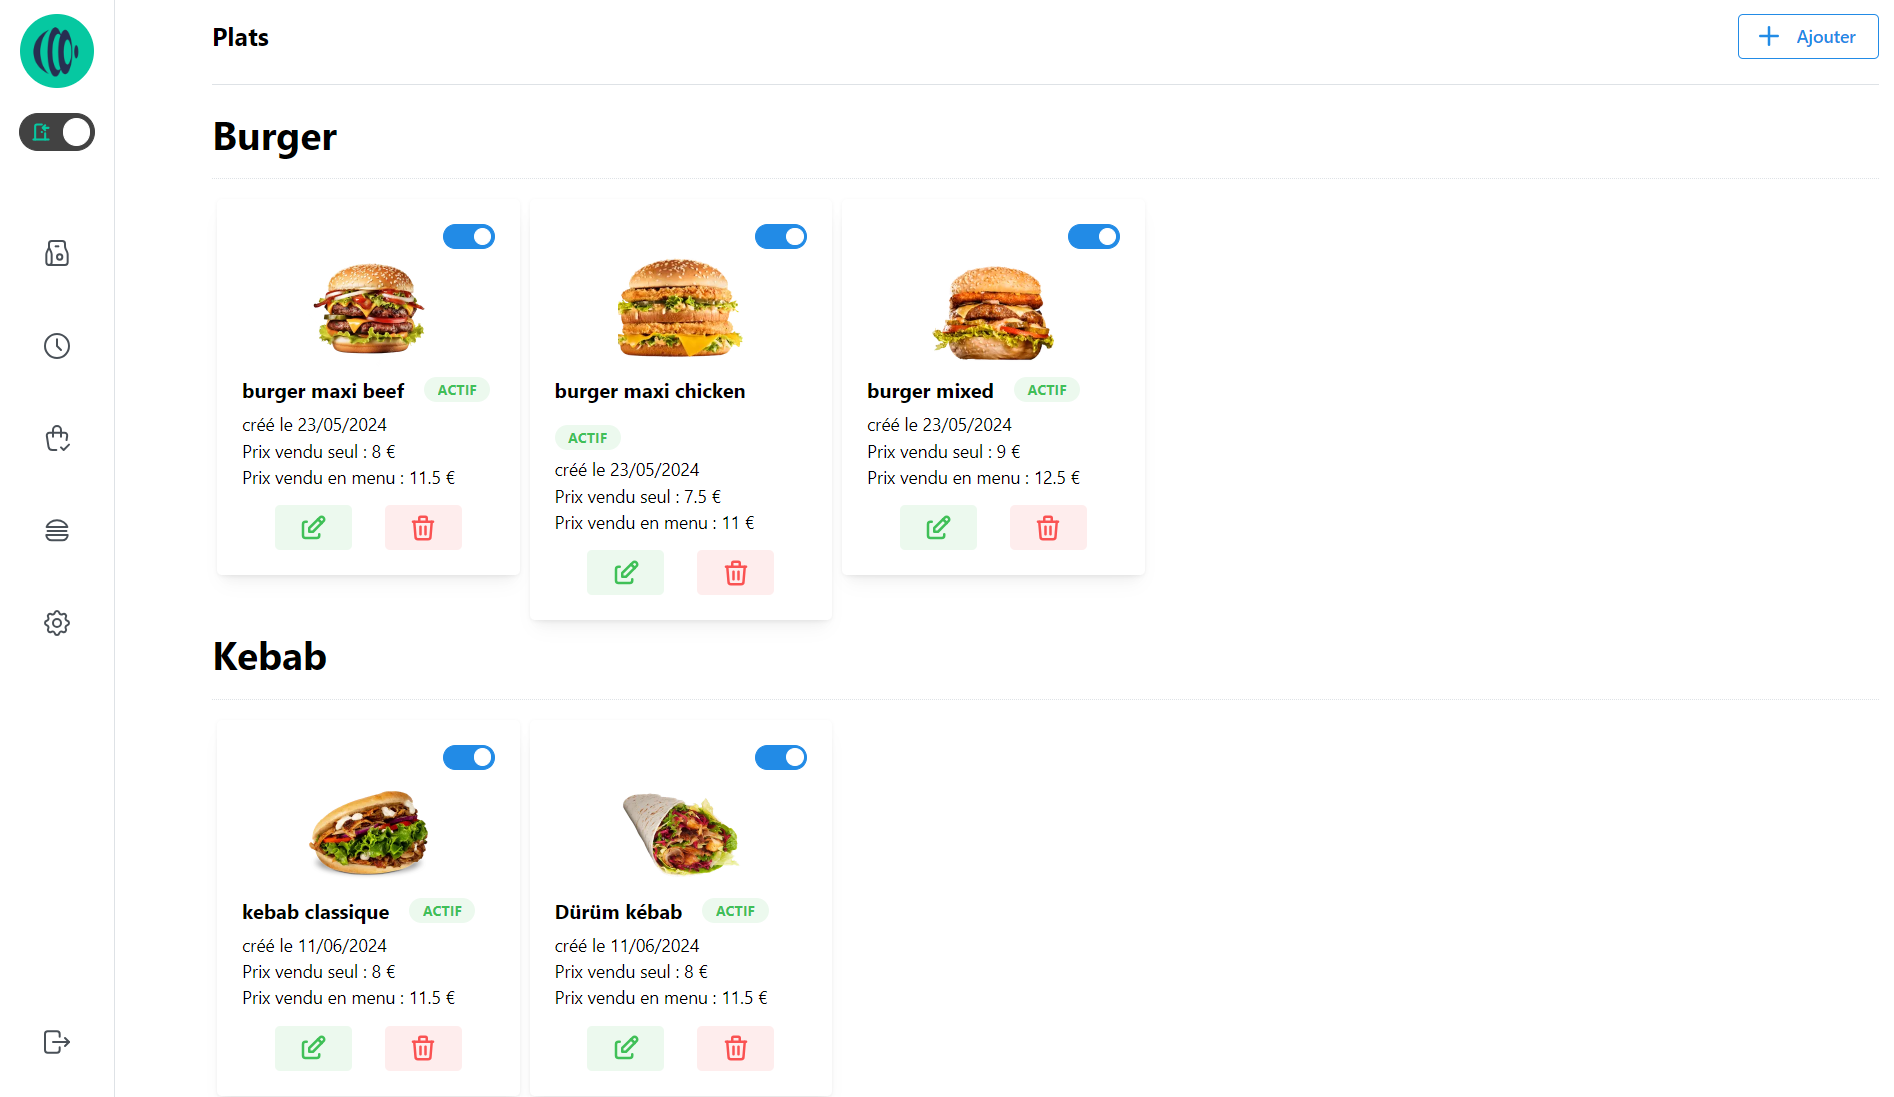 Plats
Ajouter
Burger
burger maxi beef ACTIF
créé le 23/05/2024
Prix vendu seul : 8 €
Prix vendu en menu : 11.5 €
burger maxi chicken
ACTIF
créé le 23/05/2024
Prix vendu seul : 7.5 €
Prix vendu en menu : 11 €
burger mixed ACTIF
créé le 23/05/2024
Prix vendu seul : 9 €
Prix vendu en menu : 12.5 €
Kebab
kebab classique ACTIF
créé le 11/06/2024
Prix vendu seul : 8 €
Prix vendu en menu : 11.5 €
Dürüm kébab ACTIF
créé le 11/06/2024
Prix vendu seul : 8 €
Prix vendu en menu : 11.5 €